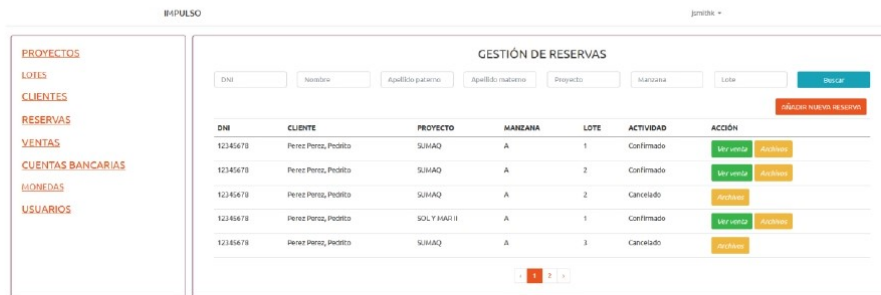 IMPULSO
jsmithk
PROYECTOS
LOTES
CLIENTES
RESERVAS
VENTAS
CUENTAS BANCARIAS
MONEDAS
USUARIOS
GESTIÓN DE RESERVAS
DNI Nombre Apellido paterno Apellido materno Proyecto Manzana Lote Buscar
AÑADIR NUEVA RESERVA
DNI CLIENTE PROYECTO MANZANA LOTE ACTIVIDAD ACCIÓN
12345678 Perez Perez, Pedrito SUMAQ A 1 Confirmado Ver venta Archivos
12345678 Perez Perez, Pedrito SUMAQ A 2 Confirmado Ver venta Archivos
12345678 Perez Perez, Pedrito SUMAQ A 2 Cancelado Archivos
12345678 Perez Perez, Pedrito SOL Y MAR II A 1 Confirmado Ver venta Archivos
12345678 Perez Perez, Pedrito SUMAQ A 3 Cancelado Archivos
‹ 1 2 ›